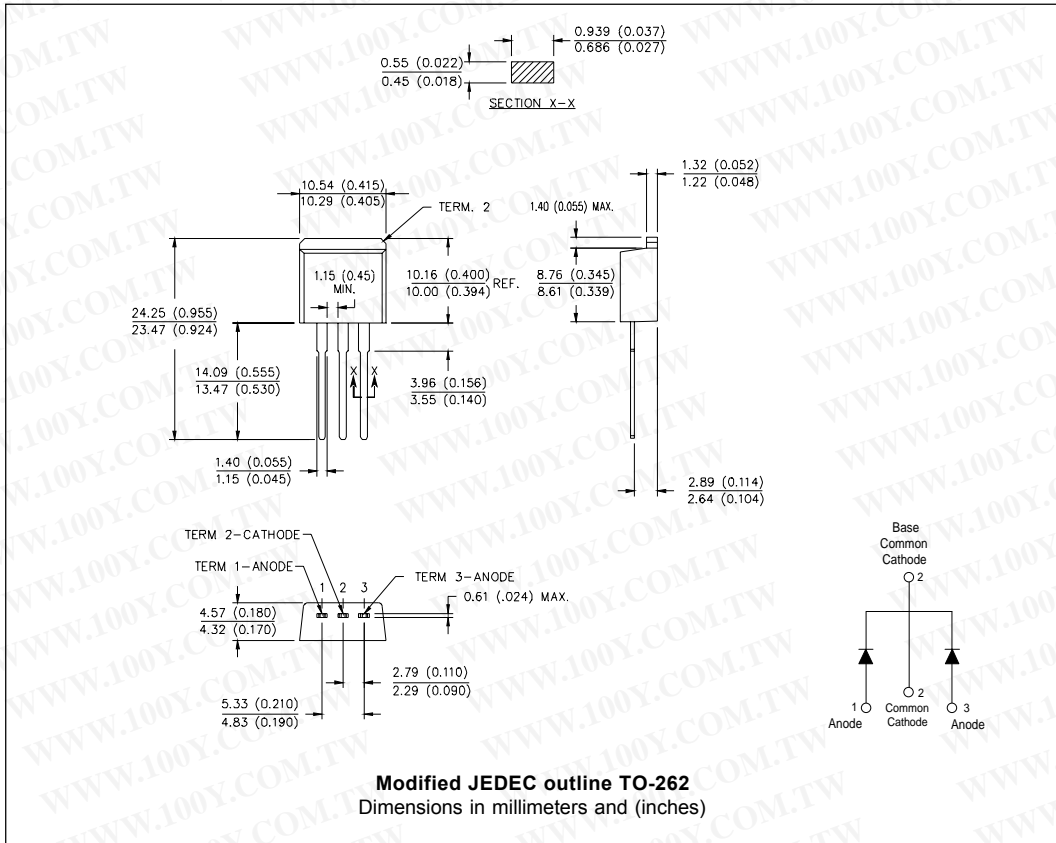 0.939 (0.037)
0.686 (0.027)
0.55 (0.022)
0.45 (0.018)
SECTION X-X
1.32 (0.052)
1.22 (0.048)
10.54 (0.415)
10.29 (0.405)
TERM. 2
1.40 (0.055) MAX.
1.15 (0.45)
MIN.
10.16 (0.400)
10.00 (0.394)
REF.
8.76 (0.345)
8.61 (0.339)
24.25 (0.955)
23.47 (0.924)
14.09 (0.555)
13.47 (0.530)
X X
3.96 (0.156)
3.55 (0.140)
1.40 (0.055)
1.15 (0.045)
2.89 (0.114)
2.64 (0.104)
TERM 2-CATHODE
TERM 1-ANODE
1 2 3
TERM 3-ANODE
0.61 (.024) MAX.
4.57 (0.180)
4.32 (0.170)
2.79 (0.110)
2.29 (0.090)
5.33 (0.210)
4.83 (0.190)
Base
Common
Cathode
2
1
Anode
2
Common
Cathode
3
Anode
Modified JEDEC outline TO-262
Dimensions in millimeters and (inches)
WWW.100Y.COM.TW